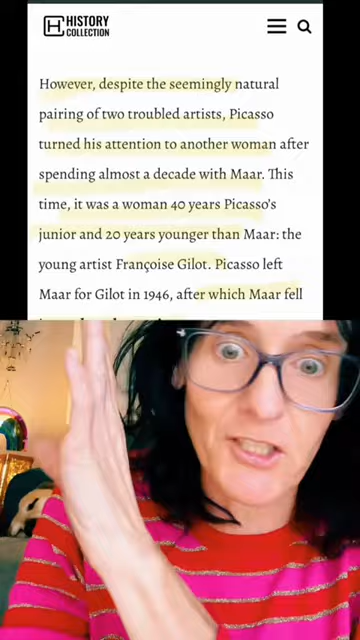 HISTORY
COLLECTION
However, despite the seemingly natural
pairing of two troubled artists, Picasso
turned his attention to another woman after
spending almost a decade with Maar. This
time, it was a woman 40 years Picasso's
junior and 20 years younger than Maar: the
young artist Françoise Gilot. Picasso left
Maar for Gilot in 1946, after which Maar fell